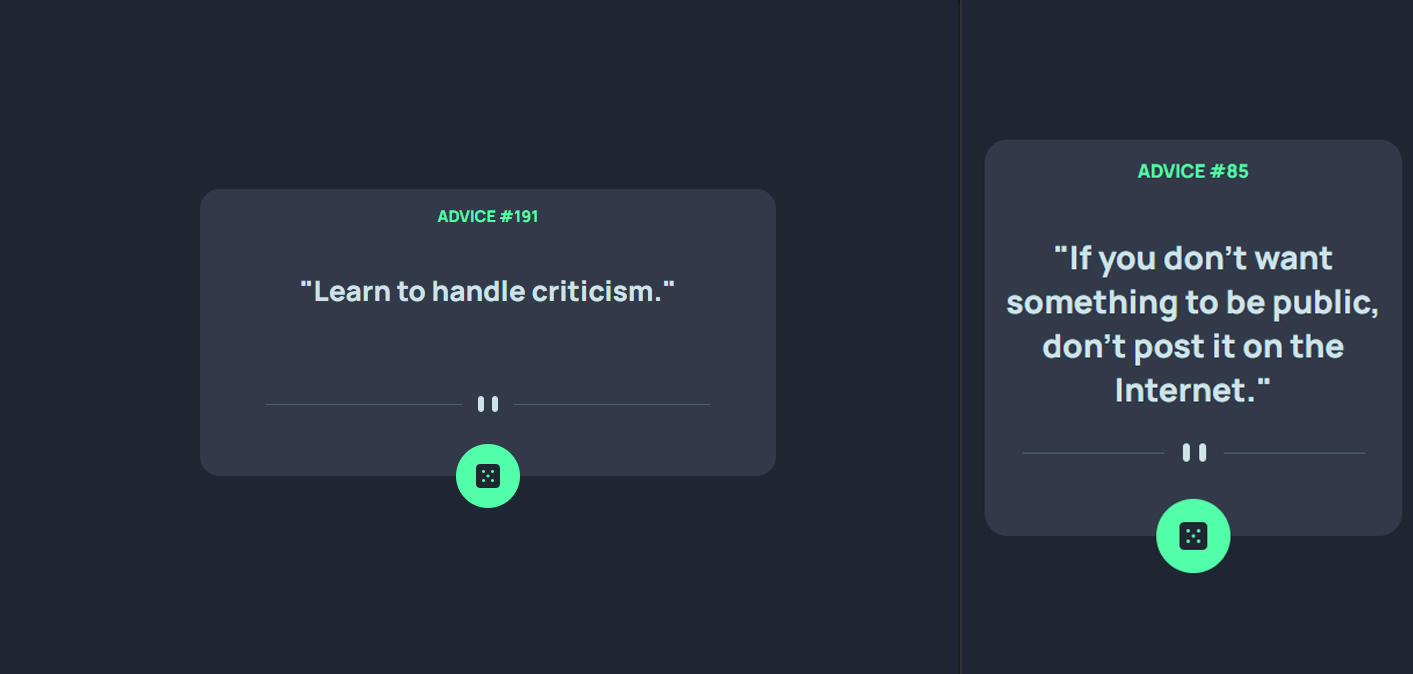 ADVICE #191
"Learn to handle criticism."
ADVICE #85
"If you don’t want
something to be public,
don’t post it on the
Internet."